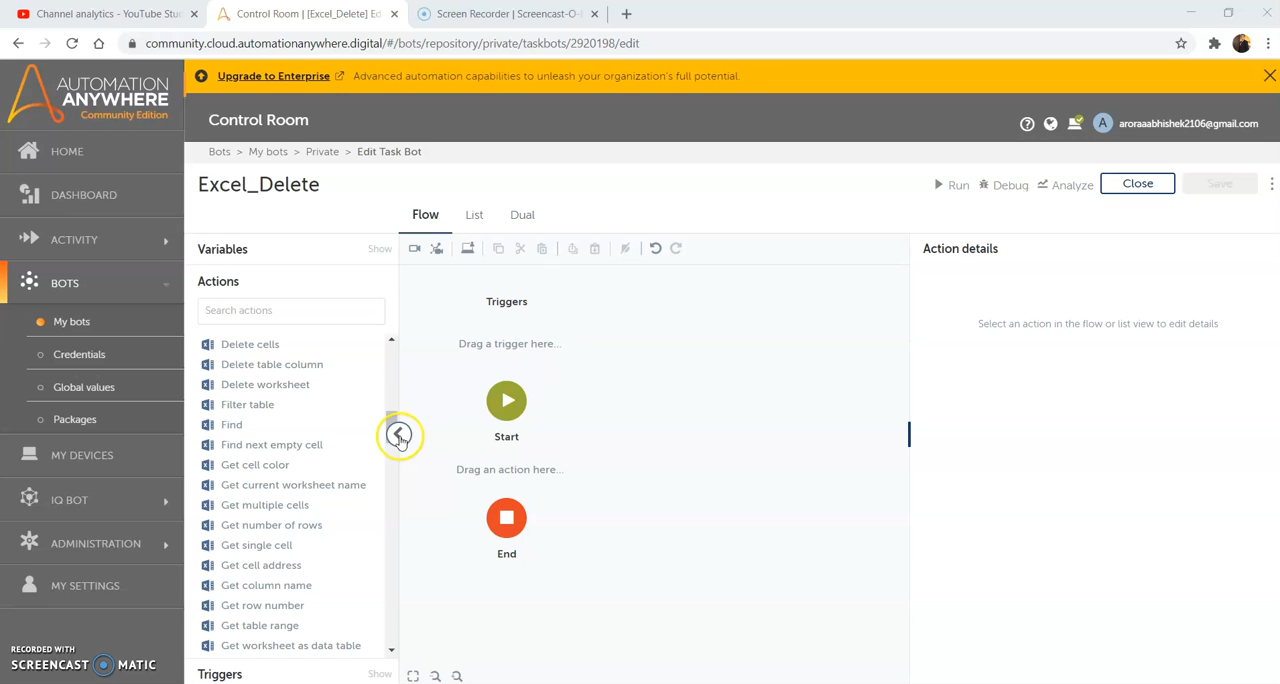 Channel analytics - YouTube Stu
Control Room | [Excel_Delete] Ed
Screen Recorder | Screencast-O-
community.cloud.automationanywhere.digital/#/bots/repository/private/taskbots/2920198/edit
AUTOMATION
ANYWHERE
Community Edition
Upgrade to Enterprise
Advanced automation capabilities to unleash your organization's full potential.
Control Room
A
aroraaabhishek2106@gmail.com
Bots > My bots > Private > Edit Task Bot
Excel_Delete
Run
Debug
Analyze
Close
Save
Flow
List
Dual
HOME
DASHBOARD
ACTIVITY
BOTS
My bots
Credentials
Global values
Packages
MY DEVICES
IQ BOT
ADMINISTRATION
MY SETTINGS
RECORDED WITH
SCREENCAST MATIC
Variables
Show
Actions
Search actions
Delete cells
Delete table column
Delete worksheet
Filter table
Find
Find next empty cell
Get cell color
Get current worksheet name
Get multiple cells
Get number of rows
Get single cell
Get cell address
Get column name
Get row number
Get table range
Get worksheet as data table
Triggers
Show
Triggers
Drag a trigger here...
Start
Drag an action here...
End
Action details
Select an action in the flow or list view to edit details